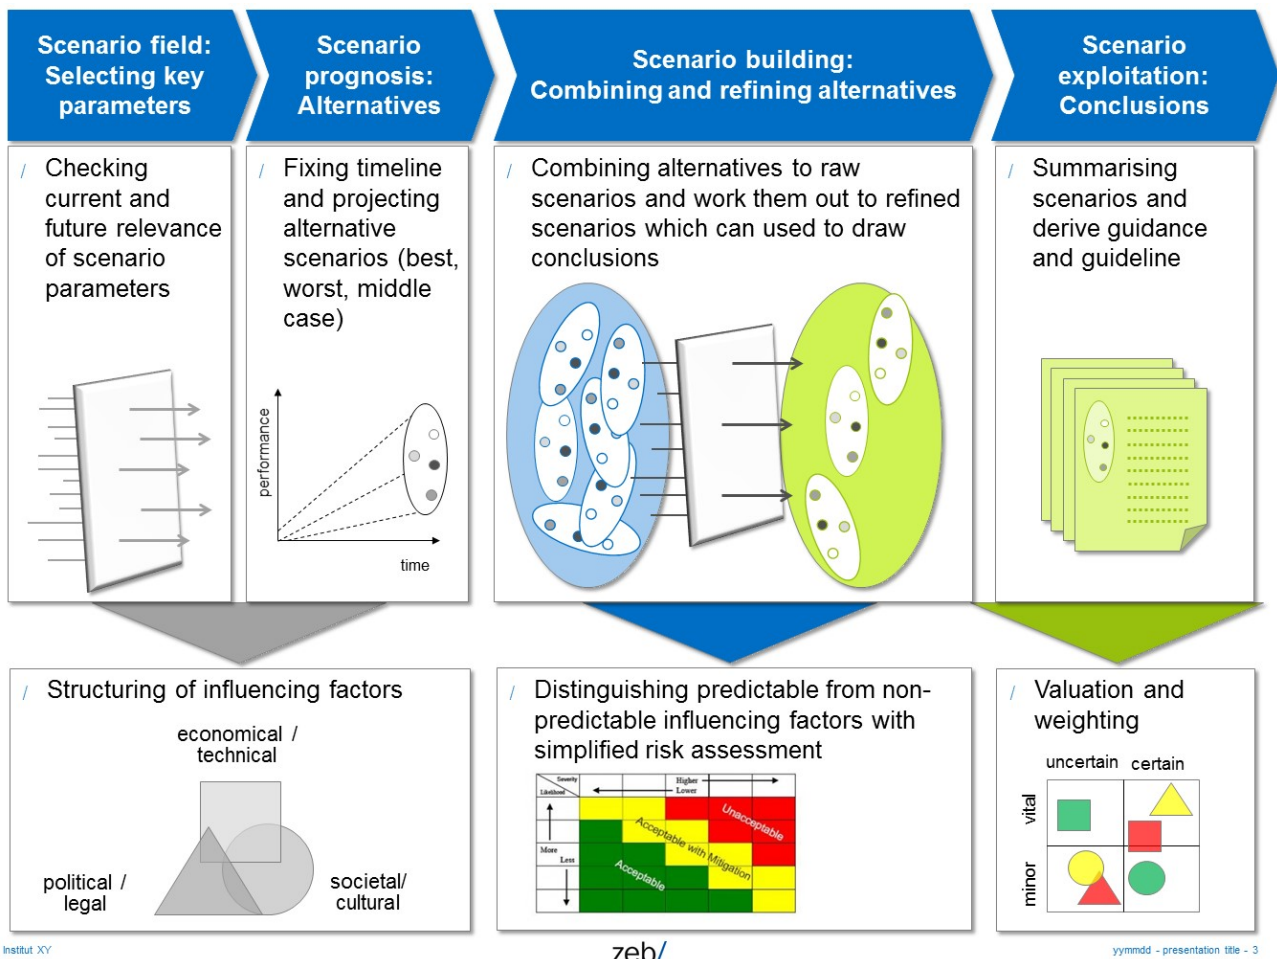 Scenario field:
Selecting key
parameters
Scenario
prognosis:
Alternatives
Scenario building:
Combining and refining alternatives
Scenario
exploitation:
Conclusions
/ Checking
current and
future relevance
of scenario
parameters
/ Fixing timeline
and projecting
alternative
scenarios (best,
worst, middle
case)
performance
time
/ Combining alternatives to raw
scenarios and work them out to refined
scenarios which can used to draw
conclusions
/ Summarising
scenarios and
derive guidance
and guideline
/ Structuring of influencing factors
economical /
technical
political /
legal
societal/
cultural
/ Distinguishing predictable from non-
predictable influencing factors with
simplified risk assessment
Severity
Likelihood
Higher
Lower
More
Less
Unacceptable
Acceptable with Mitigation
Acceptable
/ Valuation and
weighting
uncertain certain
vital
minor
Institut XY
zeb/
yymmdd - presentation title - 3